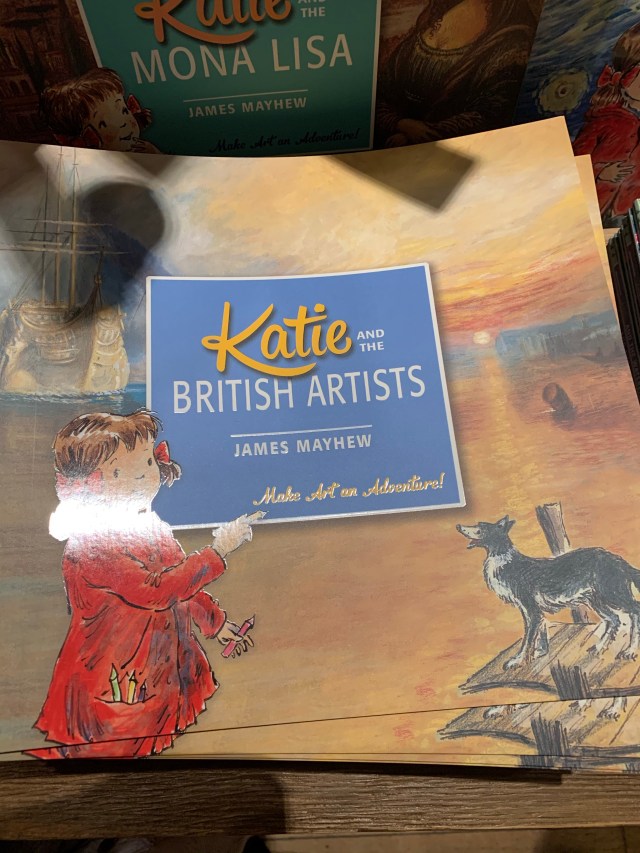 Katie AND
THE
MONA LISA
JAMES MAYHEW
Make Art an Adventure!
Katie AND
THE
BRITISH ARTISTS
JAMES MAYHEW
Make Art an Adventure!